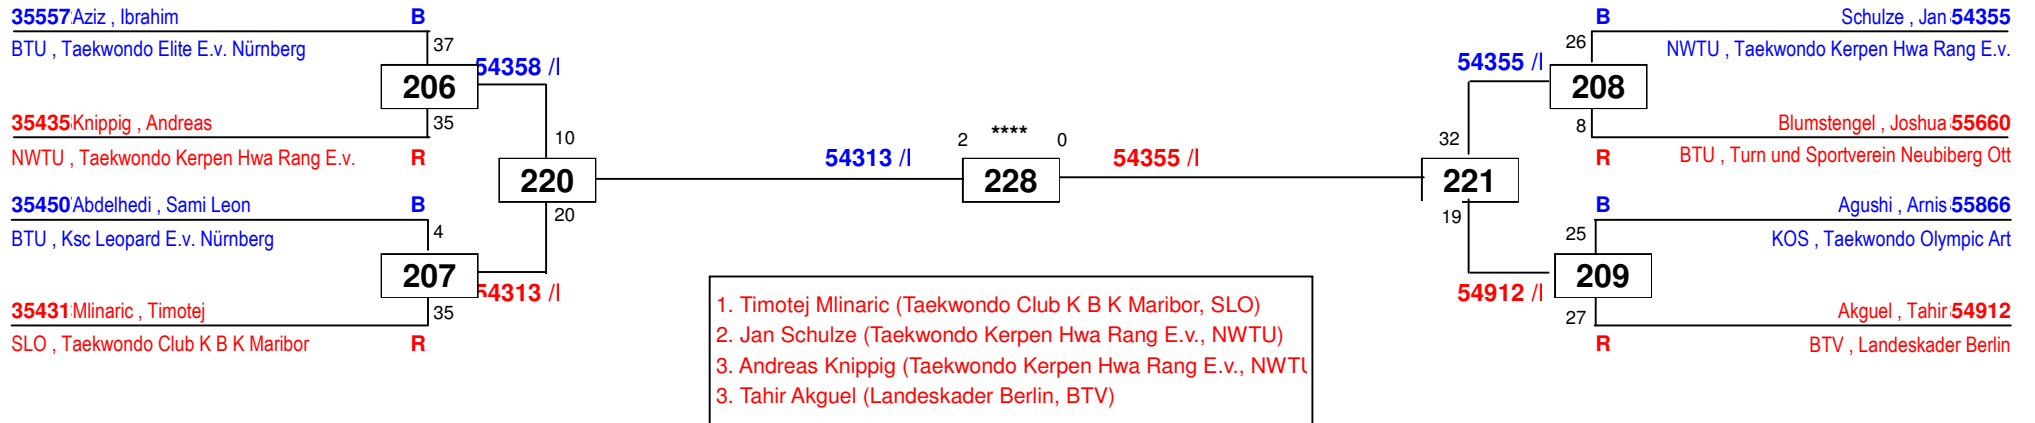 35557 Aziz , Ibrahim B
BTU , Taekwondo Elite E.v. Nürnberg
37
206
54358 /I
35
35435 Knippig , Andreas
NWTU , Taekwondo Kerpen Hwa Rang E.v. R
10
220
20
35450 Abdelhedi , Sami Leon B
BTU , Ksc Leopard E.v. Nürnberg
4
207
54313 /I
35
35431 Mlinaric , Timotej
SLO , Taekwondo Club K B K Maribor R
54313 /I
2 **** 0
228
54355 /I
B Schulze , Jan 54355
NWTU , Taekwondo Kerpen Hwa Rang E.v.
26
54355 /I
208
8
Blumstengel , Joshua 55660
R BTU , Turn und Sportverein Neubiberg Ott
32
221
19
B Agushi , Arnis 55866
KOS , Taekwondo Olympic Art
25
209
54912 /I
27
Akguel , Tahir 54912
R BTV , Landeskader Berlin
1. Timotej Mlinaric (Taekwondo Club K B K Maribor, SLO)
2. Jan Schulze (Taekwondo Kerpen Hwa Rang E.v., NWTU)
3. Andreas Knippig (Taekwondo Kerpen Hwa Rang E.v., NWTU
3. Tahir Akguel (Landeskader Berlin, BTV)